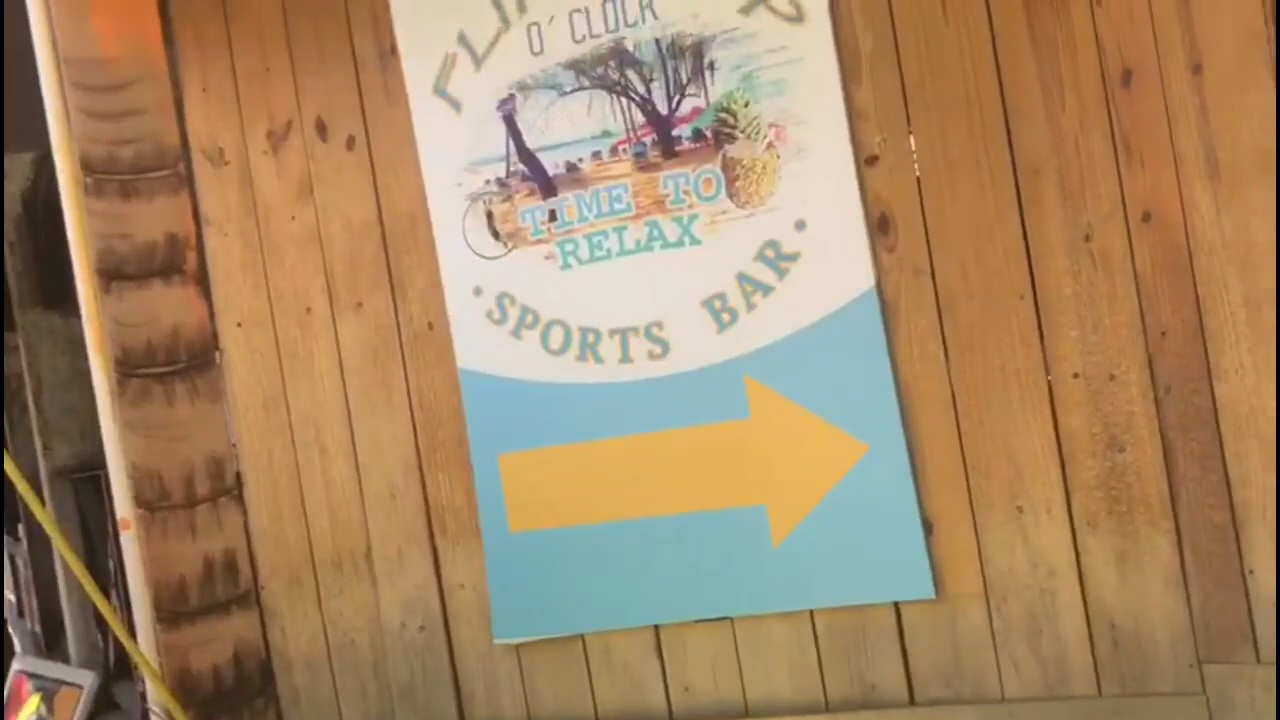 O' CLOCK
TIME TO
RELAX
• SPORTS BAR •